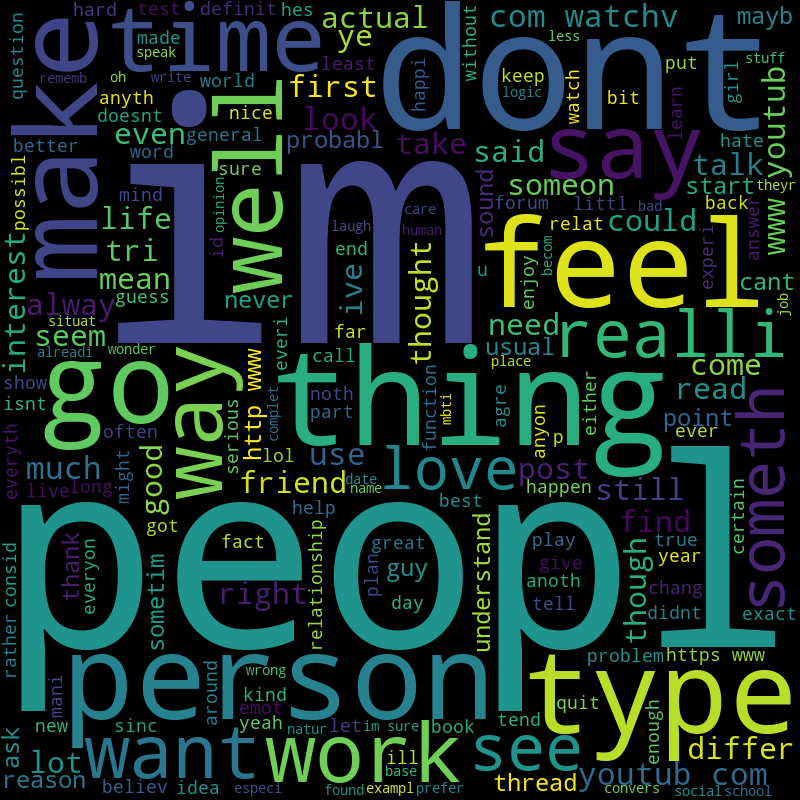 hard
test
definit
hes
actual
ye
com watchv
mayb
question
time
dont
without
less
made
speak
least
remem
oh
write
world
first
look
keep
logic
put
stuff
make
anyth
nice
happi
watch
bit
girl
learn
doesnt
even
well
general
probabl
take
said
say
talk
hate
www youtub
better
word
sure
mind
opinion
sound
someon
start
theyr
possibl
life
id
laugh
care
human
forum
littl
bad
back
im
feel
relat
could
answer
tri
end
u
enjoy
becom
experi
mean
ive
thought
cant
interest
alway
guess
never
far
need
realli
job
situat
seem
everi
call
usual
come
alreadi
wonder
place
show
go
way
http www
noth
thing
function
mbti
agre
either
read
isnt
part
anyon
point
someth
often
serious
complet
p
ever
everyth
much
might
good
lol
use
love
post
still
live
long
friend
date
name
happen
find
certain
got
help
best
true
thank
fact
great
play
give
year
peopl
understand
though
consid
everyon
sometim
right
relationship
plan
guy
day
anoth
tell
chang
didnt
exact
rather
person
wrong
type
problem
https www
mani
around
kind
emot
tend
quit
new
sinc
yeah
natur
let
im sure
book
enough
ask
lot
want
work
ill
see
differ
reason
believ
idea
especi
base
found
exampl
prefer
thread
youtub com
convers
social
school